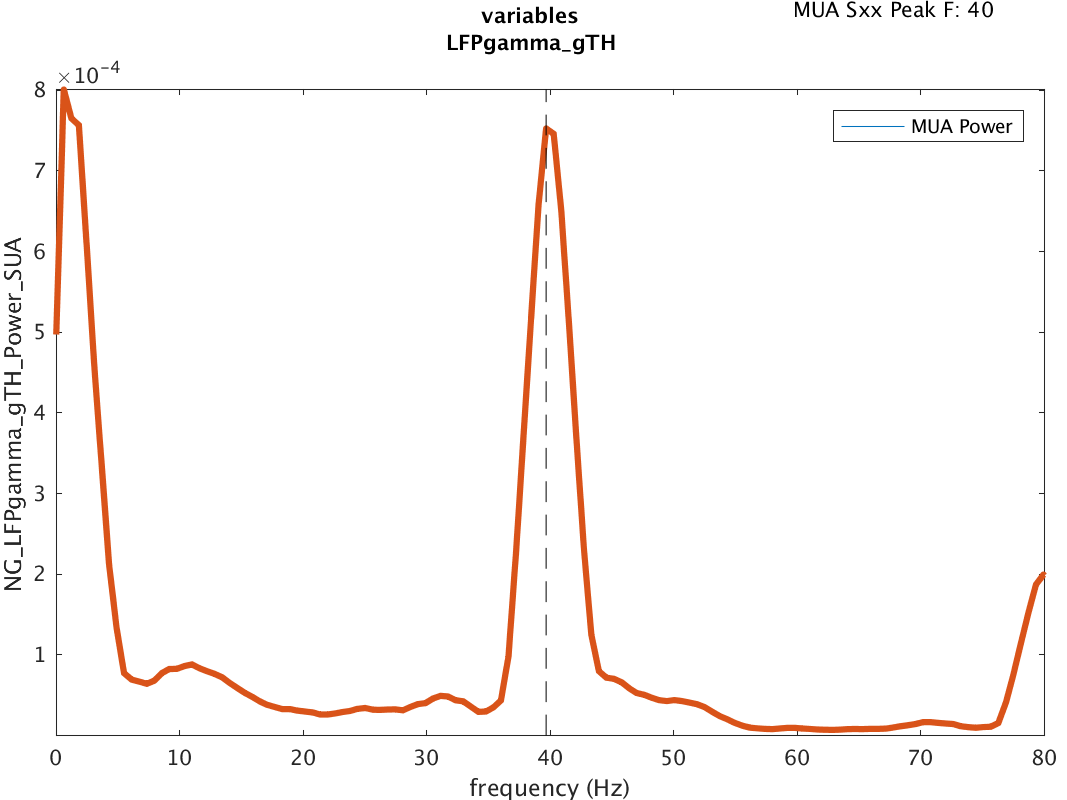 variables
MUA Sxx Peak F: 40
LFPgamma_gTH
×10⁻⁴
MUA Power
NG_LFPgamma_gTH_Power_SUA
8
7
6
5
4
3
2
1
0 10 20 30 40 50 60 70 80
frequency (Hz)